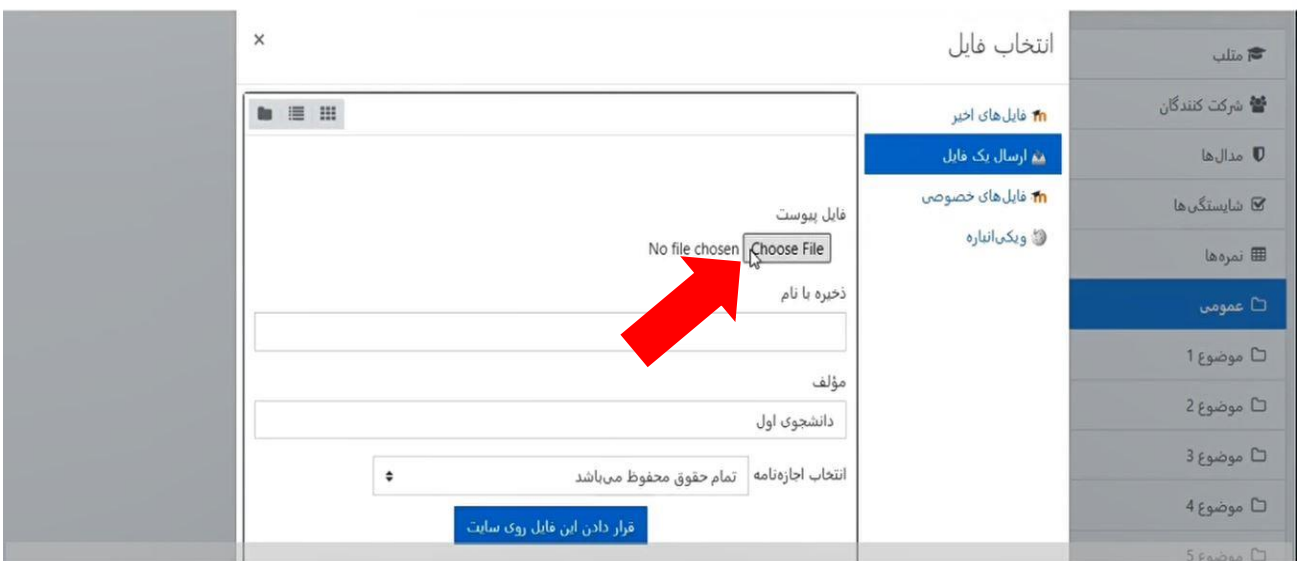 انتخاب فایل
×
فایل‌های اخیر
ارسال یک فایل
فایل‌های خصوصی
ویکی‌انباره
فایل پیوست
Choose File No file chosen
ذخیره با نام
مؤلف
دانشجوی اول
انتخاب اجازه‌نامه
تمام حقوق محفوظ می‌باشد
قرار دادن این فایل روی سایت
متلب
شرکت کنندگان
مدال‌ها
شایستگی‌ها
نمره‌ها
عمومی
موضوع 1
موضوع 2
موضوع 3
موضوع 4
موضوع 5